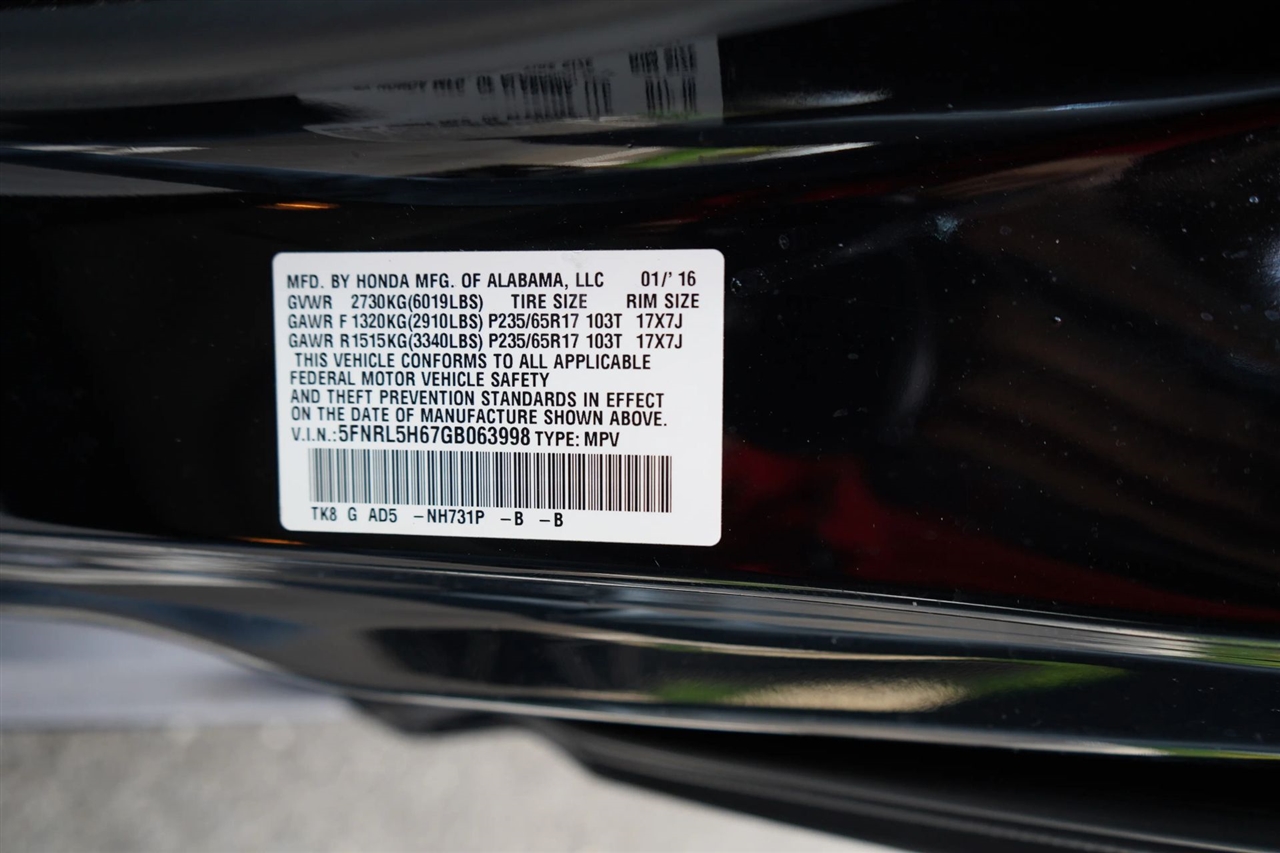 MFD. BY HONDA MFG. OF ALABAMA, LLC 01/' 16
GVWR 2730KG(6019LBS) TIRE SIZE RIM SIZE
GAWR F 1320KG(2910LBS) P235/65R17 103T 17X7J
GAWR R1515KG(3340LBS) P235/65R17 103T 17X7J
THIS VEHICLE CONFORMS TO ALL APPLICABLE
FEDERAL MOTOR VEHICLE SAFETY
AND THEFT PREVENTION STANDARDS IN EFFECT
ON THE DATE OF MANUFACTURE SHOWN ABOVE.
V.I.N.:5FNRL5H67GB063998 TYPE: MPV
TK8 G AD5 -NH731P -B -B